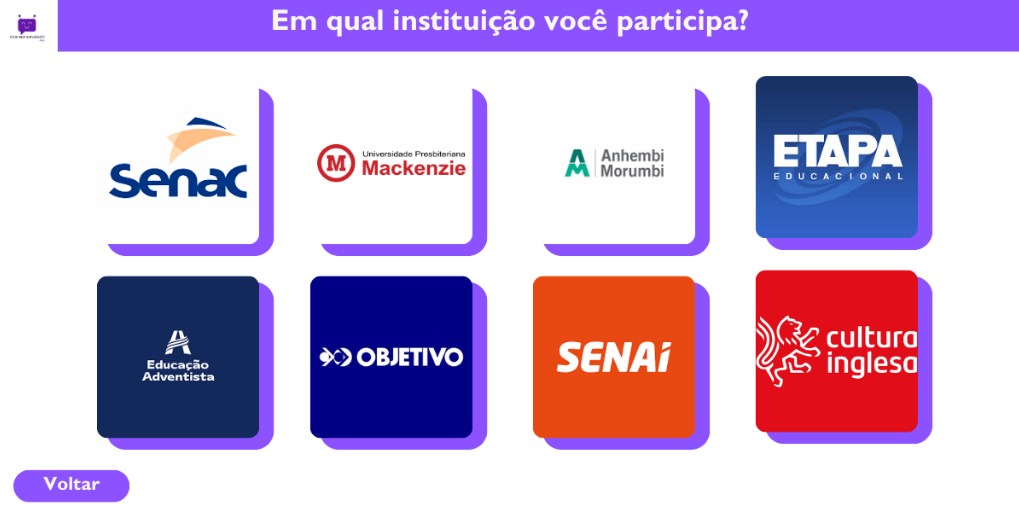 Em qual instituição você participa?
Senac
Universidade Presbiteriana
M Mackenzie
Anhembi
Morumbi
ETAPA
EDUCACIONAL
Educação
Adventista
OBJETIVO
SENAI
cultura
inglesa
Voltar